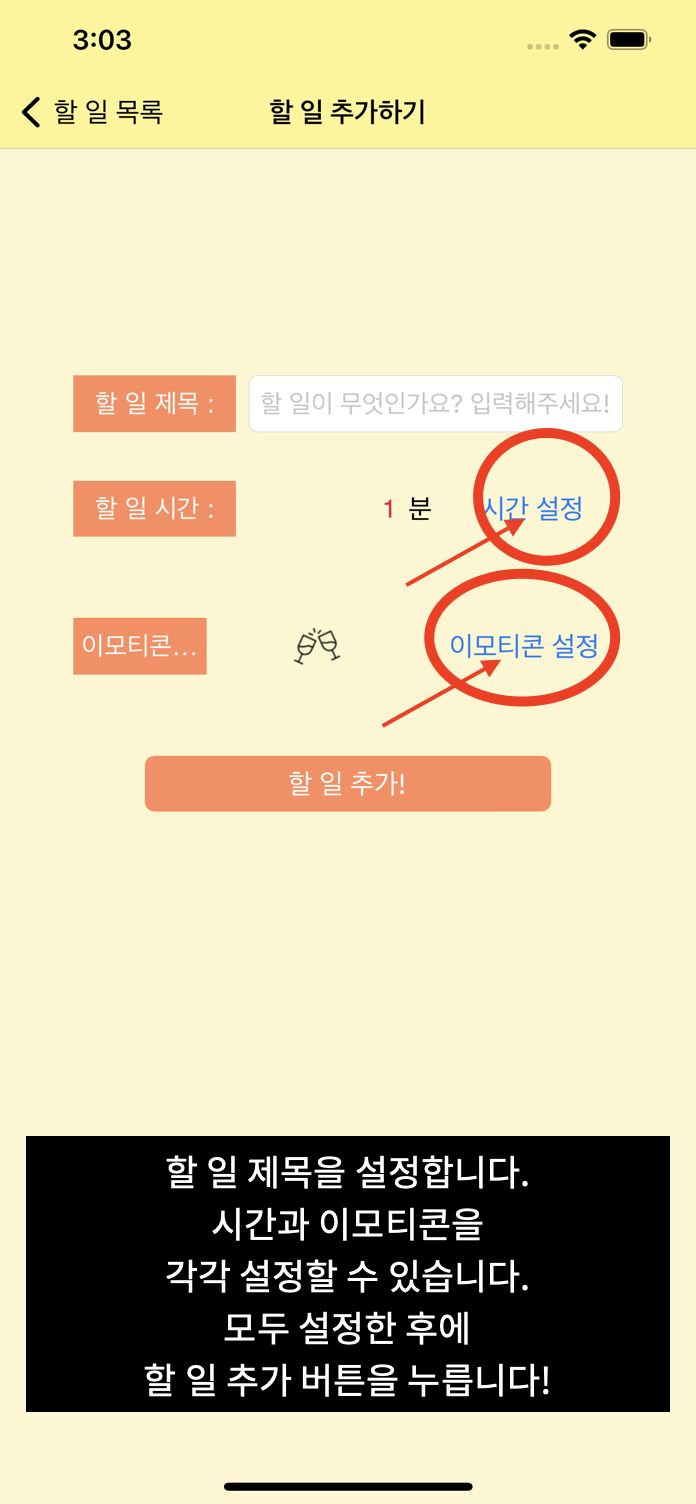 3:03
할 일 목록 할 일 추가하기
할 일 제목 : 할 일이 무엇인가요? 입력해주세요!
할 일 시간 : 1 분 시간 설정
이모티콘... 이모티콘 설정
할 일 추가!
할 일 제목을 설정합니다.
시간과 이모티콘을
각각 설정할 수 있습니다.
모두 설정한 후에
할 일 추가 버튼을 누릅니다!